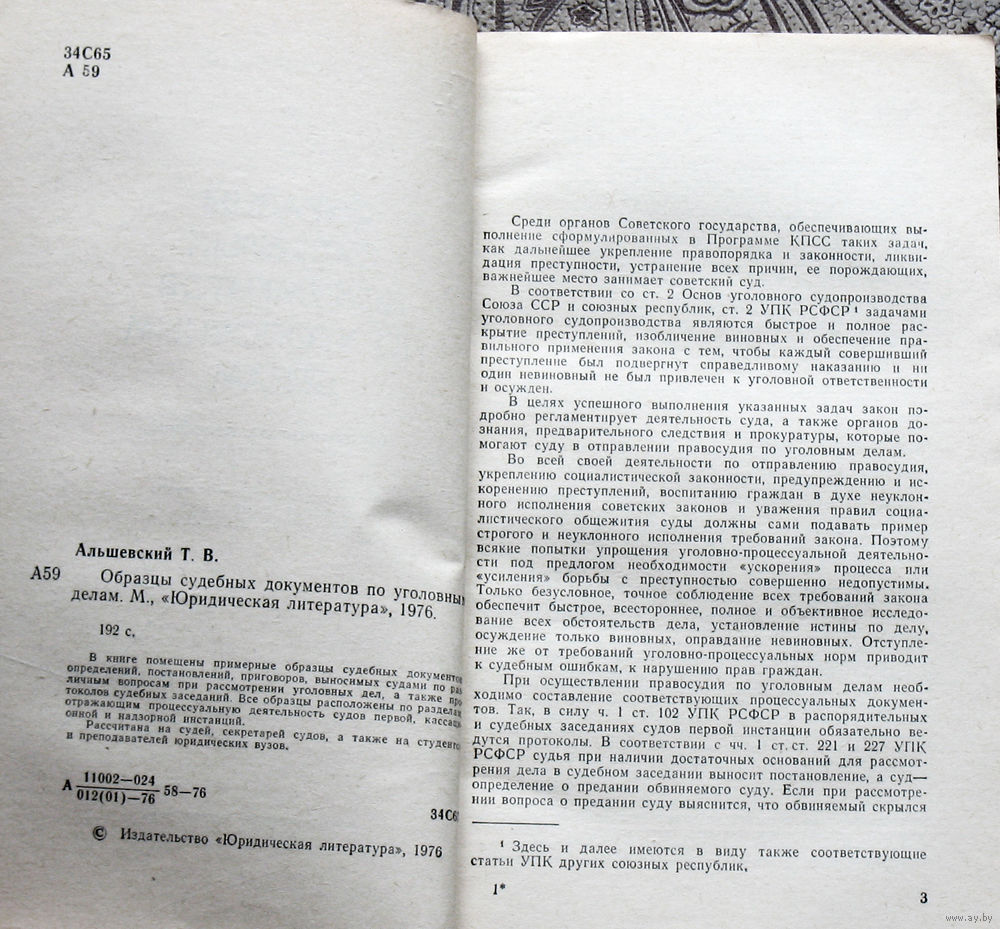 34С65
А 59
Альшевский Т. В.
А59
Образцы судебных документов по уголовным
делам. М., «Юридическая литература», 1976.
192 с.
В книге помещены примерные образцы судебных документов
определений, постановлений, приговоров, выносимых судами по раз
личным вопросам при рассмотрении уголовных дел, а также про
токолов судебных заседаний. Все образцы расположены по разделам
отражающим процессуальную деятельность судов первой, кассаци
онной и надзорной инстанций.
Рассчитана на судей, секретарей судов, а также на студентов
и преподавателей юридических вузов.
А 11002—024 58—76
012(01)—76
34С6
© Издательство «Юридическая литература», 1976
Среди органов Советского государства, обеспечивающих вы-
полнение сформулированных в Программе КПСС таких задач,
как дальнейшее укрепление правопорядка и законности, ликви-
дация преступности, устранение всех причин, ее порождающих,
важнейшее место занимает советский суд.
В соответствии со ст. 2 Основ уголовного судопроизводства
Союза ССР и союзных республик, ст. 2 УПК РСФСР ¹ задачами
уголовного судопроизводства являются быстрое и полное рас-
крытие преступлений, изобличение виновных и обеспечение пра-
вильного применения закона с тем, чтобы каждый совершивший
преступление был подвергнут справедливому наказанию и ни
один невиновный не был привлечен к уголовной ответственности
и осужден.
В целях успешного выполнения указанных задач закон по-
дробно регламентирует деятельность суда, а также органов до-
знания, предварительного следствия и прокуратуры, которые по-
могают суду в отправлении правосудия по уголовным делам.
Во всей своей деятельности по отправлению правосудия,
укреплению социалистической законности, предупреждению и ис-
коренению преступлений, воспитанию граждан в духе неуклон-
ного исполнения советских законов и уважения правил социа-
листического общежития суды должны сами подавать пример
строгого и неуклонного исполнения требований закона. Поэтому
всякие попытки упрощения уголовно-процессуальной деятельно-
сти под предлогом необходимости «ускорения» процесса или
«усиления» борьбы с преступностью совершенно недопустимы.
Только безусловное, точное соблюдение всех требований закона
обеспечит быстрое, всестороннее, полное и объективное исследо-
вание всех обстоятельств дела, установление истины по делу,
осуждение только виновных, оправдание невиновных. Отступле-
ние же от требований уголовно-процессуальных норм приводит
к судебным ошибкам, к нарушению прав граждан.
При осуществлении правосудия по уголовным делам необ-
ходимо составление соответствующих процессуальных докумен-
тов. Так, в силу ч. 1 ст. 102 УПК РСФСР в распорядительных
и судебных заседаниях судов первой инстанции обязательно ве-
дутся протоколы. В соответствии с чч. 1 ст. ст. 221 и 227 УПК
РСФСР судья при наличии достаточных оснований для рассмот-
рения дела в судебном заседании выносит постановление, а суд—
определение о предании обвиняемого суду. Если при рассмотре-
нии вопроса о предании суду выяснится, что обвиняемый скрылся
¹ Здесь и далее имеются в виду также соответствующие
статьи УПК других союзных республик.
1*
3
www.ay.by